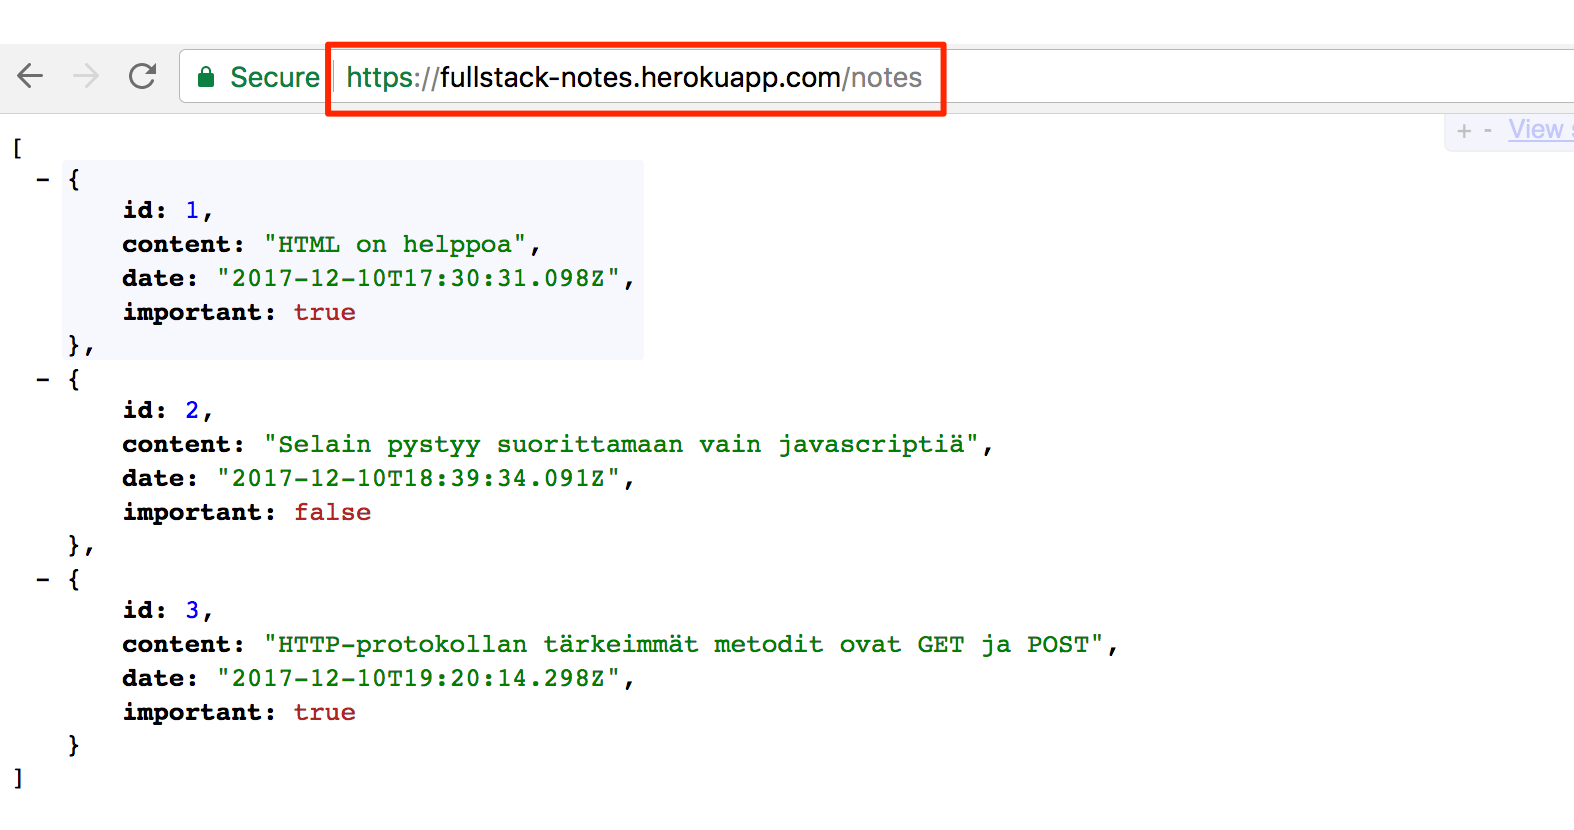 Secure https://fullstack-notes.herokuapp.com/notes
+ - View
[
- {
id: 1,
content: "HTML on helppoa",
date: "2017-12-10T17:30:31.098Z",
important: true
},
- {
id: 2,
content: "Selain pystyy suorittamaan vain javascriptiä",
date: "2017-12-10T18:39:34.091Z",
important: false
},
- {
id: 3,
content: "HTTP-protokollan tärkeimmät metodit ovat GET ja POST",
date: "2017-12-10T19:20:14.298Z",
important: true
}
]